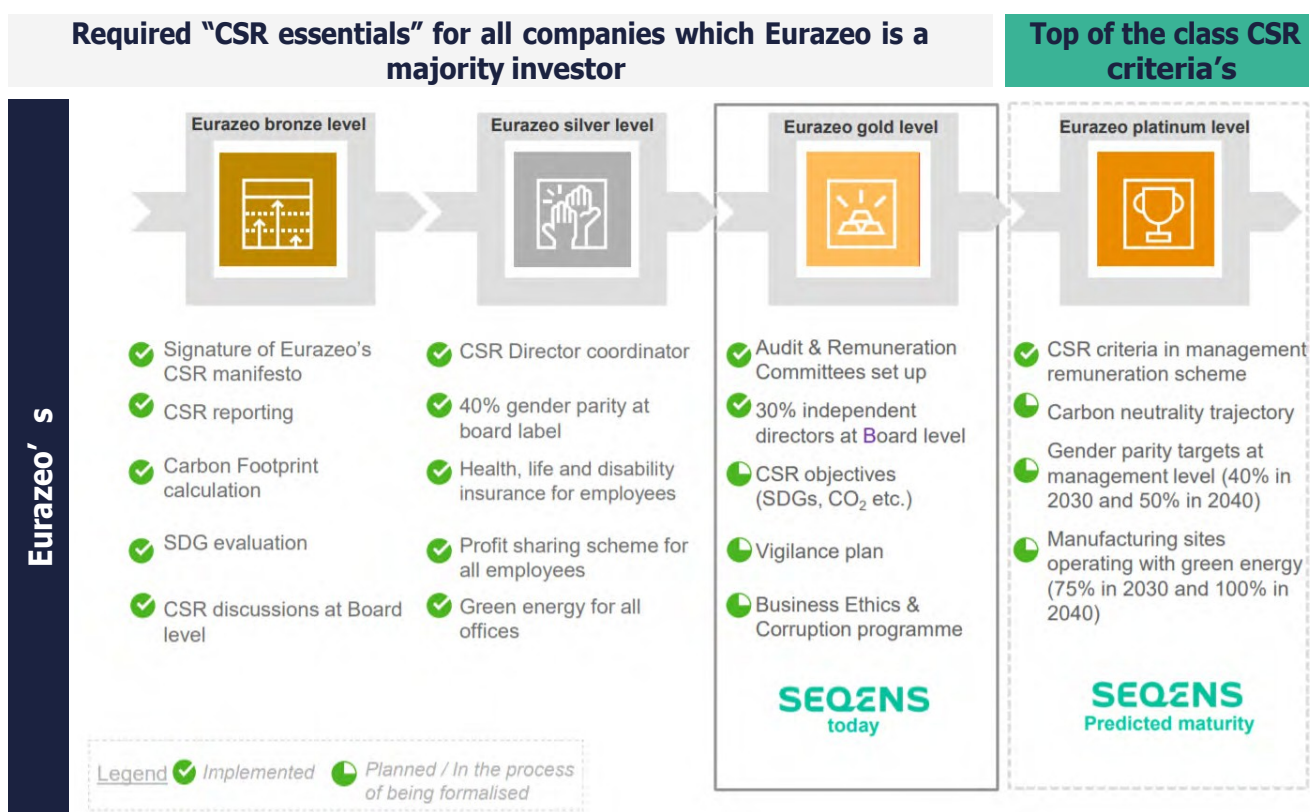 Required “CSR essentials” for all companies which Eurazeo is a
majority investor
Top of the class CSR
criteria’s
Eurazeo’ s
Eurazeo bronze level
Signature of Eurazeo’s
CSR manifesto
CSR reporting
Carbon Footprint
calculation
SDG evaluation
CSR discussions at Board
level
Eurazeo silver level
CSR Director coordinator
40% gender parity at
board label
Health, life and disability
insurance for employees
Profit sharing scheme for
all employees
Green energy for all
offices
Eurazeo gold level
Audit & Remuneration
Committees set up
30% independent
directors at Board level
CSR objectives
(SDGs, CO₂ etc.)
Vigilance plan
Business Ethics &
Corruption programme
SEQENS
today
Eurazeo platinum level
CSR criteria in management
remuneration scheme
Carbon neutrality trajectory
Gender parity targets at
management level (40% in
2030 and 50% in 2040)
Manufacturing sites
operating with green energy
(75% in 2030 and 100% in
2040)
SEQENS
Predicted maturity
Legend Implemented Planned / In the process
of being formalised